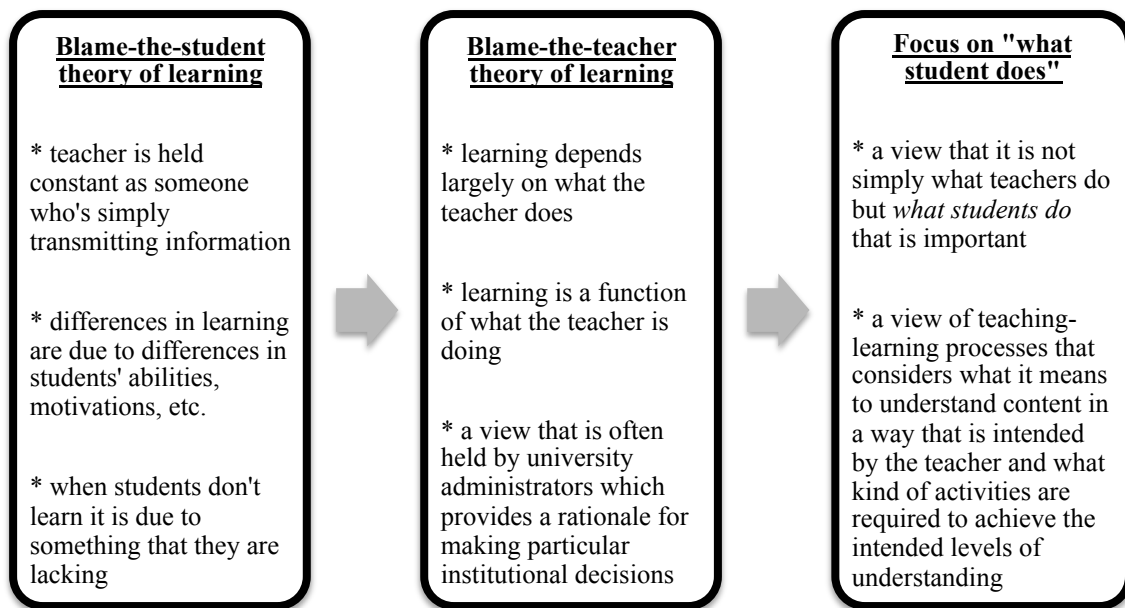 Blame-the-student
theory of learning
* teacher is held
constant as someone
who's simply
transmitting information
* differences in learning
are due to differences in
students' abilities,
motivations, etc.
* when students don't
learn it is due to
something that they are
lacking
Blame-the-teacher
theory of learning
* learning depends
largely on what the
teacher does
* learning is a function
of what the teacher is
doing
* a view that is often
held by university
administrators which
provides a rationale for
making particular
institutional decisions
Focus on "what
student does"
* a view that it is not
simply what teachers do
but what students do
that is important
* a view of teaching-
learning processes that
considers what it means
to understand content in
a way that is intended
by the teacher and what
kind of activities are
required to achieve the
intended levels of
understanding